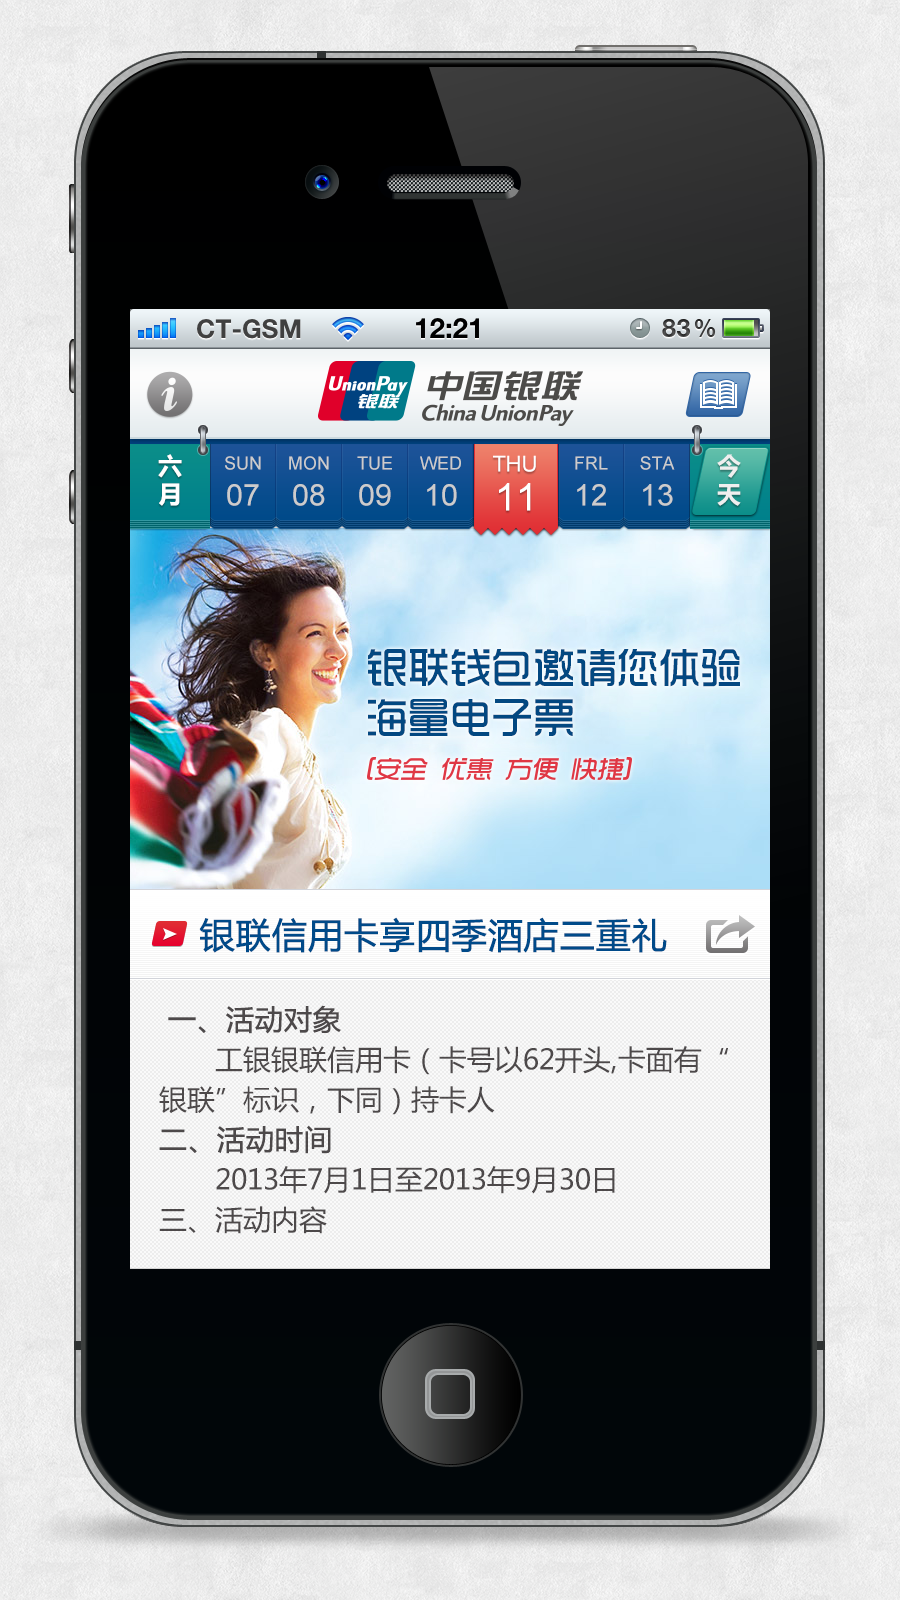 CT-GSM 12:21 83%
UnionPay 银联 中国银联
China UnionPay
六月 SUN 07 MON 08 TUE 09 WED 10 THU 11 FRL 12 STA 13 今天
银联钱包邀请您体验
海量电子票
[安全 优惠 方便 快捷]
银联信用卡享四季酒店三重礼
一、活动对象
工银银联信用卡（卡号以62开头,卡面有“
银联”标识，下同）持卡人
二、活动时间
2013年7月1日至2013年9月30日
三、活动内容